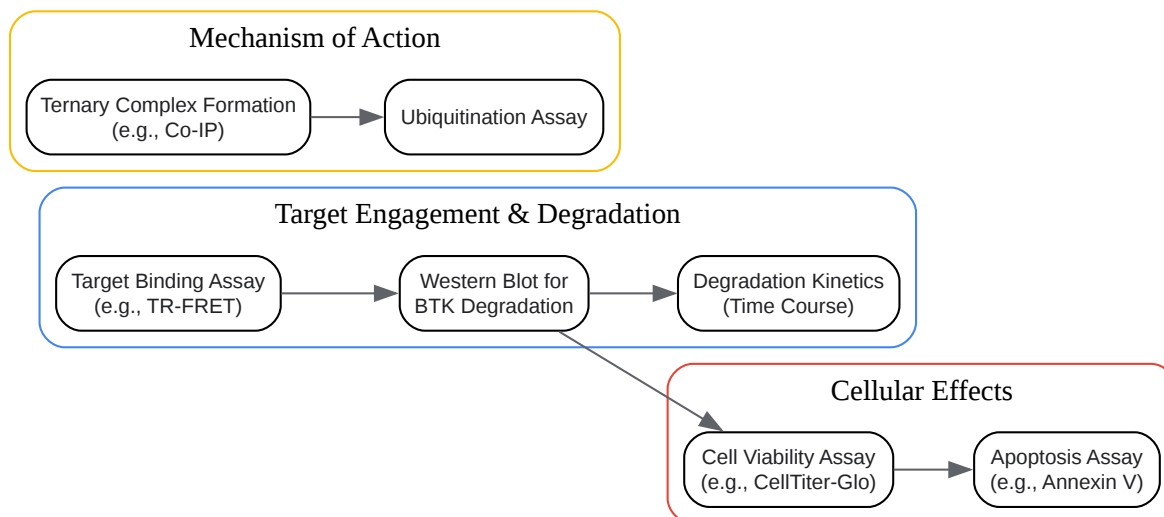 Mechanism of Action
Ternary Complex Formation
(e.g., Co-IP)
Ubiquitination Assay
Target Engagement & Degradation
Target Binding Assay
(e.g., TR-FRET)
Western Blot for
BTK Degradation
Degradation Kinetics
(Time Course)
Cellular Effects
Cell Viability Assay
(e.g., CellTiter-Glo)
Apoptosis Assay
(e.g., Annexin V)